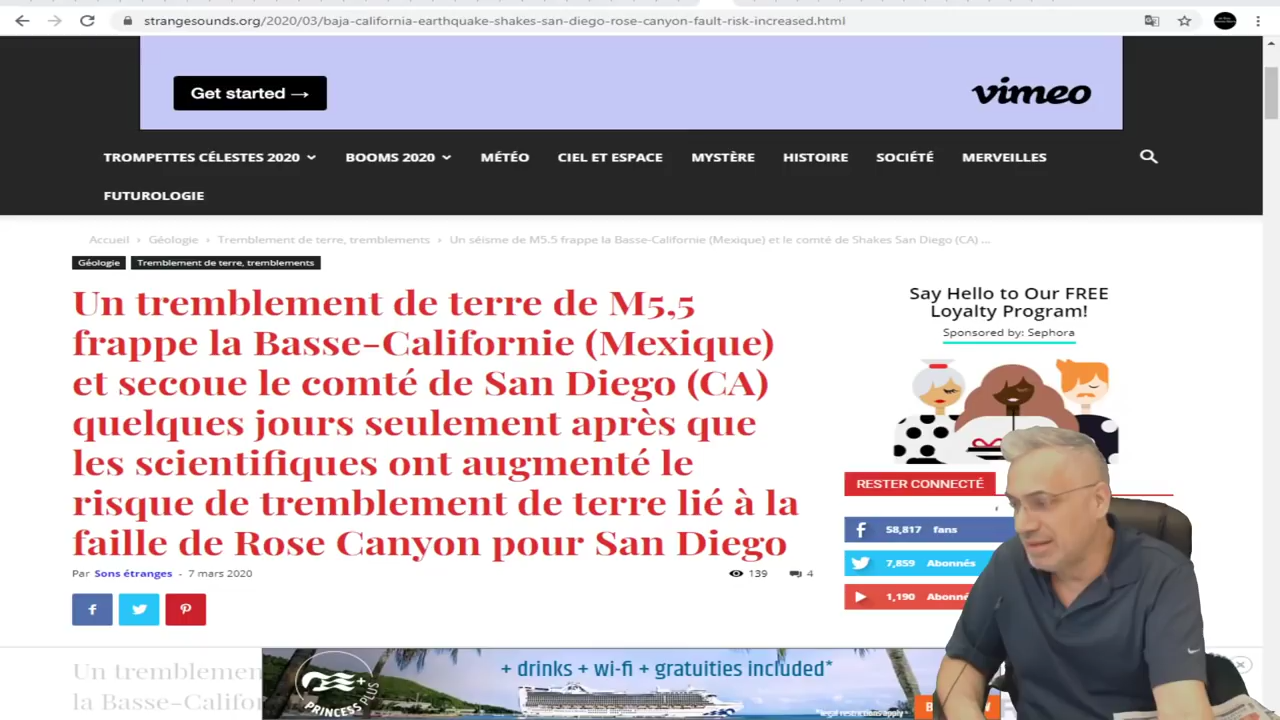 strangesounds.org/2020/03/baja-california-earthquake-shakes-san-diego-rose-canyon-fault-risk-increased.html
Get started →
vimeo
TROMPETTES CÉLESTES 2020 BOOMS 2020 MÉTÉO CIEL ET ESPACE MYSTÈRE HISTOIRE SOCIÉTÉ MERVEILLES
FUTUROLOGIE
Accueil › Géologie › Tremblement de terre, tremblements › Un séisme de M5.5 frappe la Basse-Californie (Mexique) et le comté de Shakes San Diego (CA) ...
Géologie Tremblement de terre, tremblements
Un tremblement de terre de M5,5
frappe la Basse-Californie (Mexique)
et secoue le comté de San Diego (CA)
quelques jours seulement après que
les scientifiques ont augmenté le
risque de tremblement de terre lié à la
faille de Rose Canyon pour San Diego
Par Sons étranges - 7 mars 2020 139 4
Say Hello to Our FREE
Loyalty Program!
Sponsored by: Sephora
RESTER CONNECTÉ
58,817 fans
7,859 Abonnés
1,190
Un tremblemen
la Basse-Califor
PRINCESS PLUS
+ drinks + wi-fi + gratuities included*
*legal restrictions apply